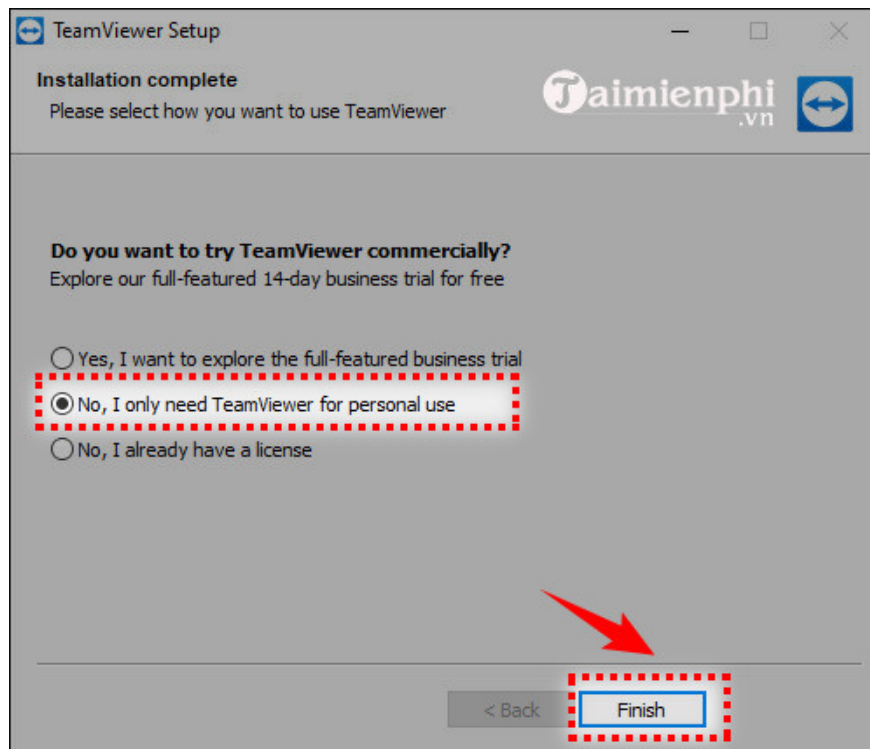 TeamViewer Setup
Installation complete
Please select how you want to use TeamViewer
Taimienphi
.vn
Do you want to try TeamViewer commercially?
Explore our full-featured 14-day business trial for free
Yes, I want to explore the full-featured business trial
No, I only need TeamViewer for personal use
No, I already have a license
< Back
Finish